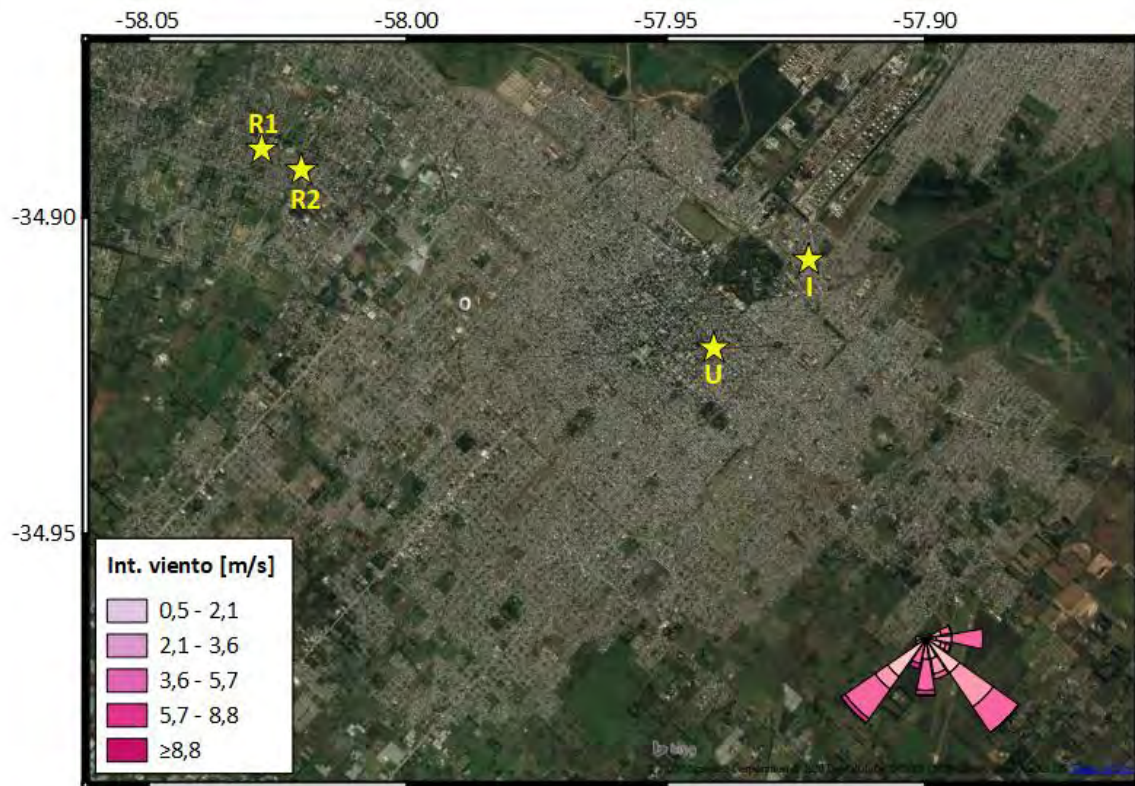 -58.05 -58.00 -57.95 -57.90
R1
R2
-34.90
I
U
-34.95
Int. viento [m/s]
0,5 - 2,1
2,1 - 3,6
3,6 - 5,7
5,7 - 8,8
≥8,8